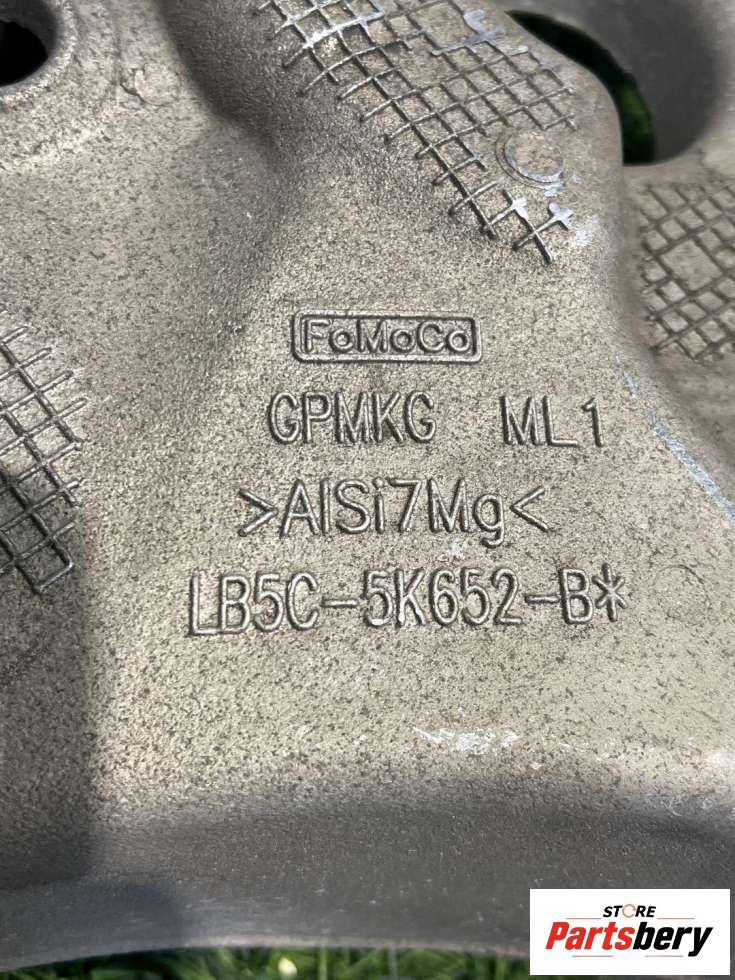 FoMoCo
GPMKG ML1
>AlSi7Mg<
LB5C-5K652-B*
STORE
Partsbery